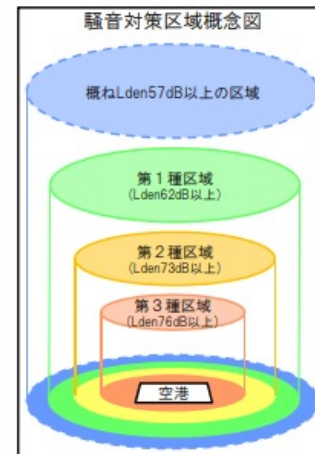 騒音対策区域概念図
概ねLden57dB以上の区域
第1種区域
(Lden62dB以上)
第2種区域
(Lden73dB以上)
第3種区域
(Lden76dB以上)
空港